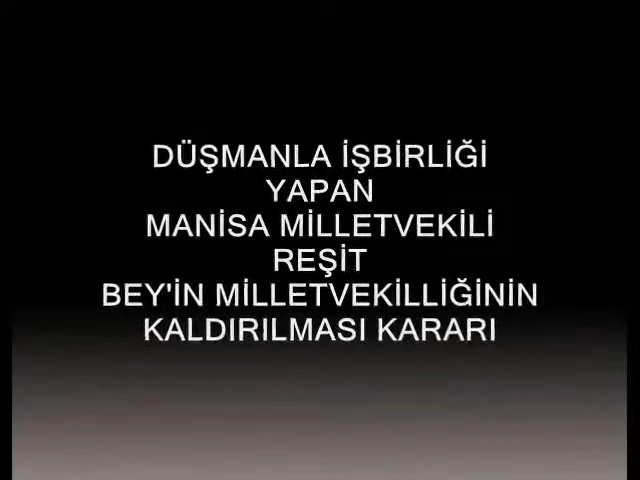 DÜŞMANLA İŞBİRLİĞİ
YAPAN
MANİSA MİLLETVEKİLİ
REŞİT
BEY'İN MİLLETVEKİLLİĞİNİN
KALDIRILMASI KARARI